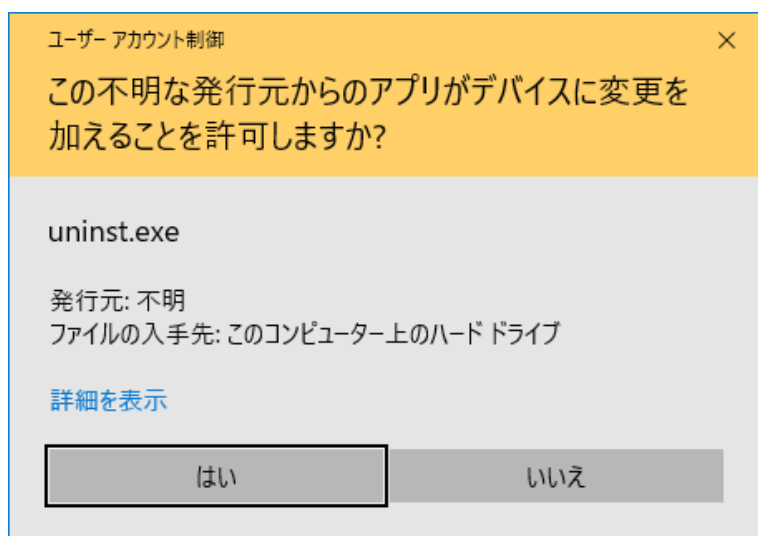 ユーザー アカウント制御
この不明な発行元からのアプリがデバイスに変更を
加えることを許可しますか?
uninst.exe
発行元: 不明
ファイルの入手先: このコンピューター上のハード ドライブ
詳細を表示
はい
いいえ